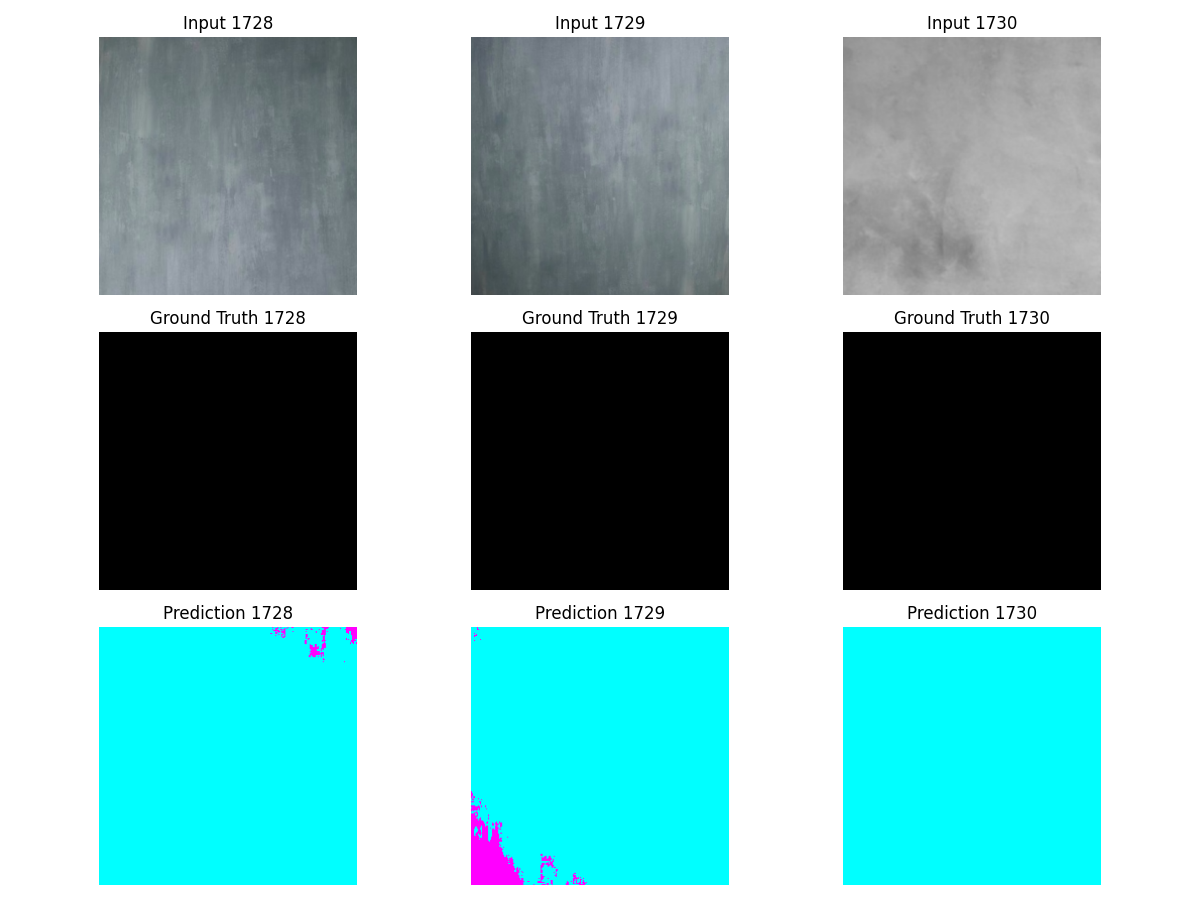 Input 1728
Input 1729
Input 1730
Ground Truth 1728
Ground Truth 1729
Ground Truth 1730
Prediction 1728
Prediction 1729
Prediction 1730